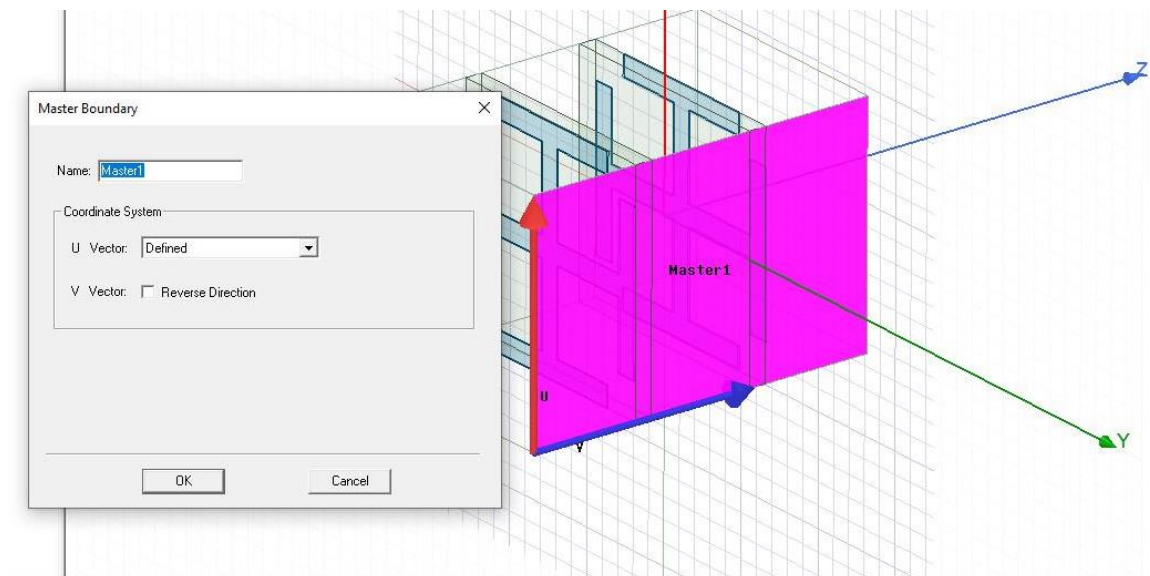 Master Boundary
Name: Master1
Coordinate System
U Vector: Defined
V Vector: Reverse Direction
OK Cancel
Z
Master1
U
V
Y